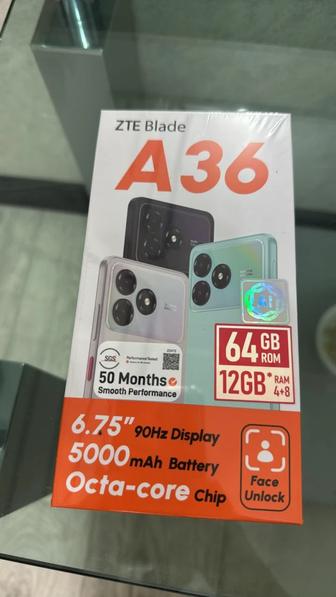 ZTE Blade
A36
SGS
50 Months
Smooth Performance
64 GB
ROM
12GB* RAM
4+8
6.75" 90Hz Display
5000mAh Battery
Octa-core Chip
Face
Unlock